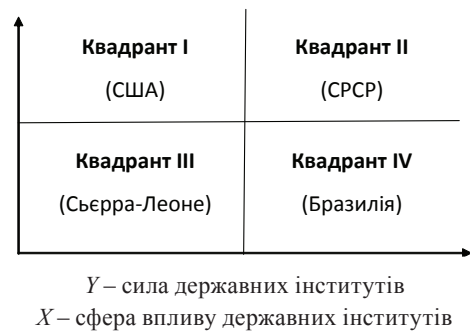 Квадрант I
Квадрант II
(США)
(СРСР)
Квадрант III
Квадрант IV
(Сьєрра-Леоне)
(Бразилія)
Y – сила державних інститутів
X – сфера впливу державних інститутів